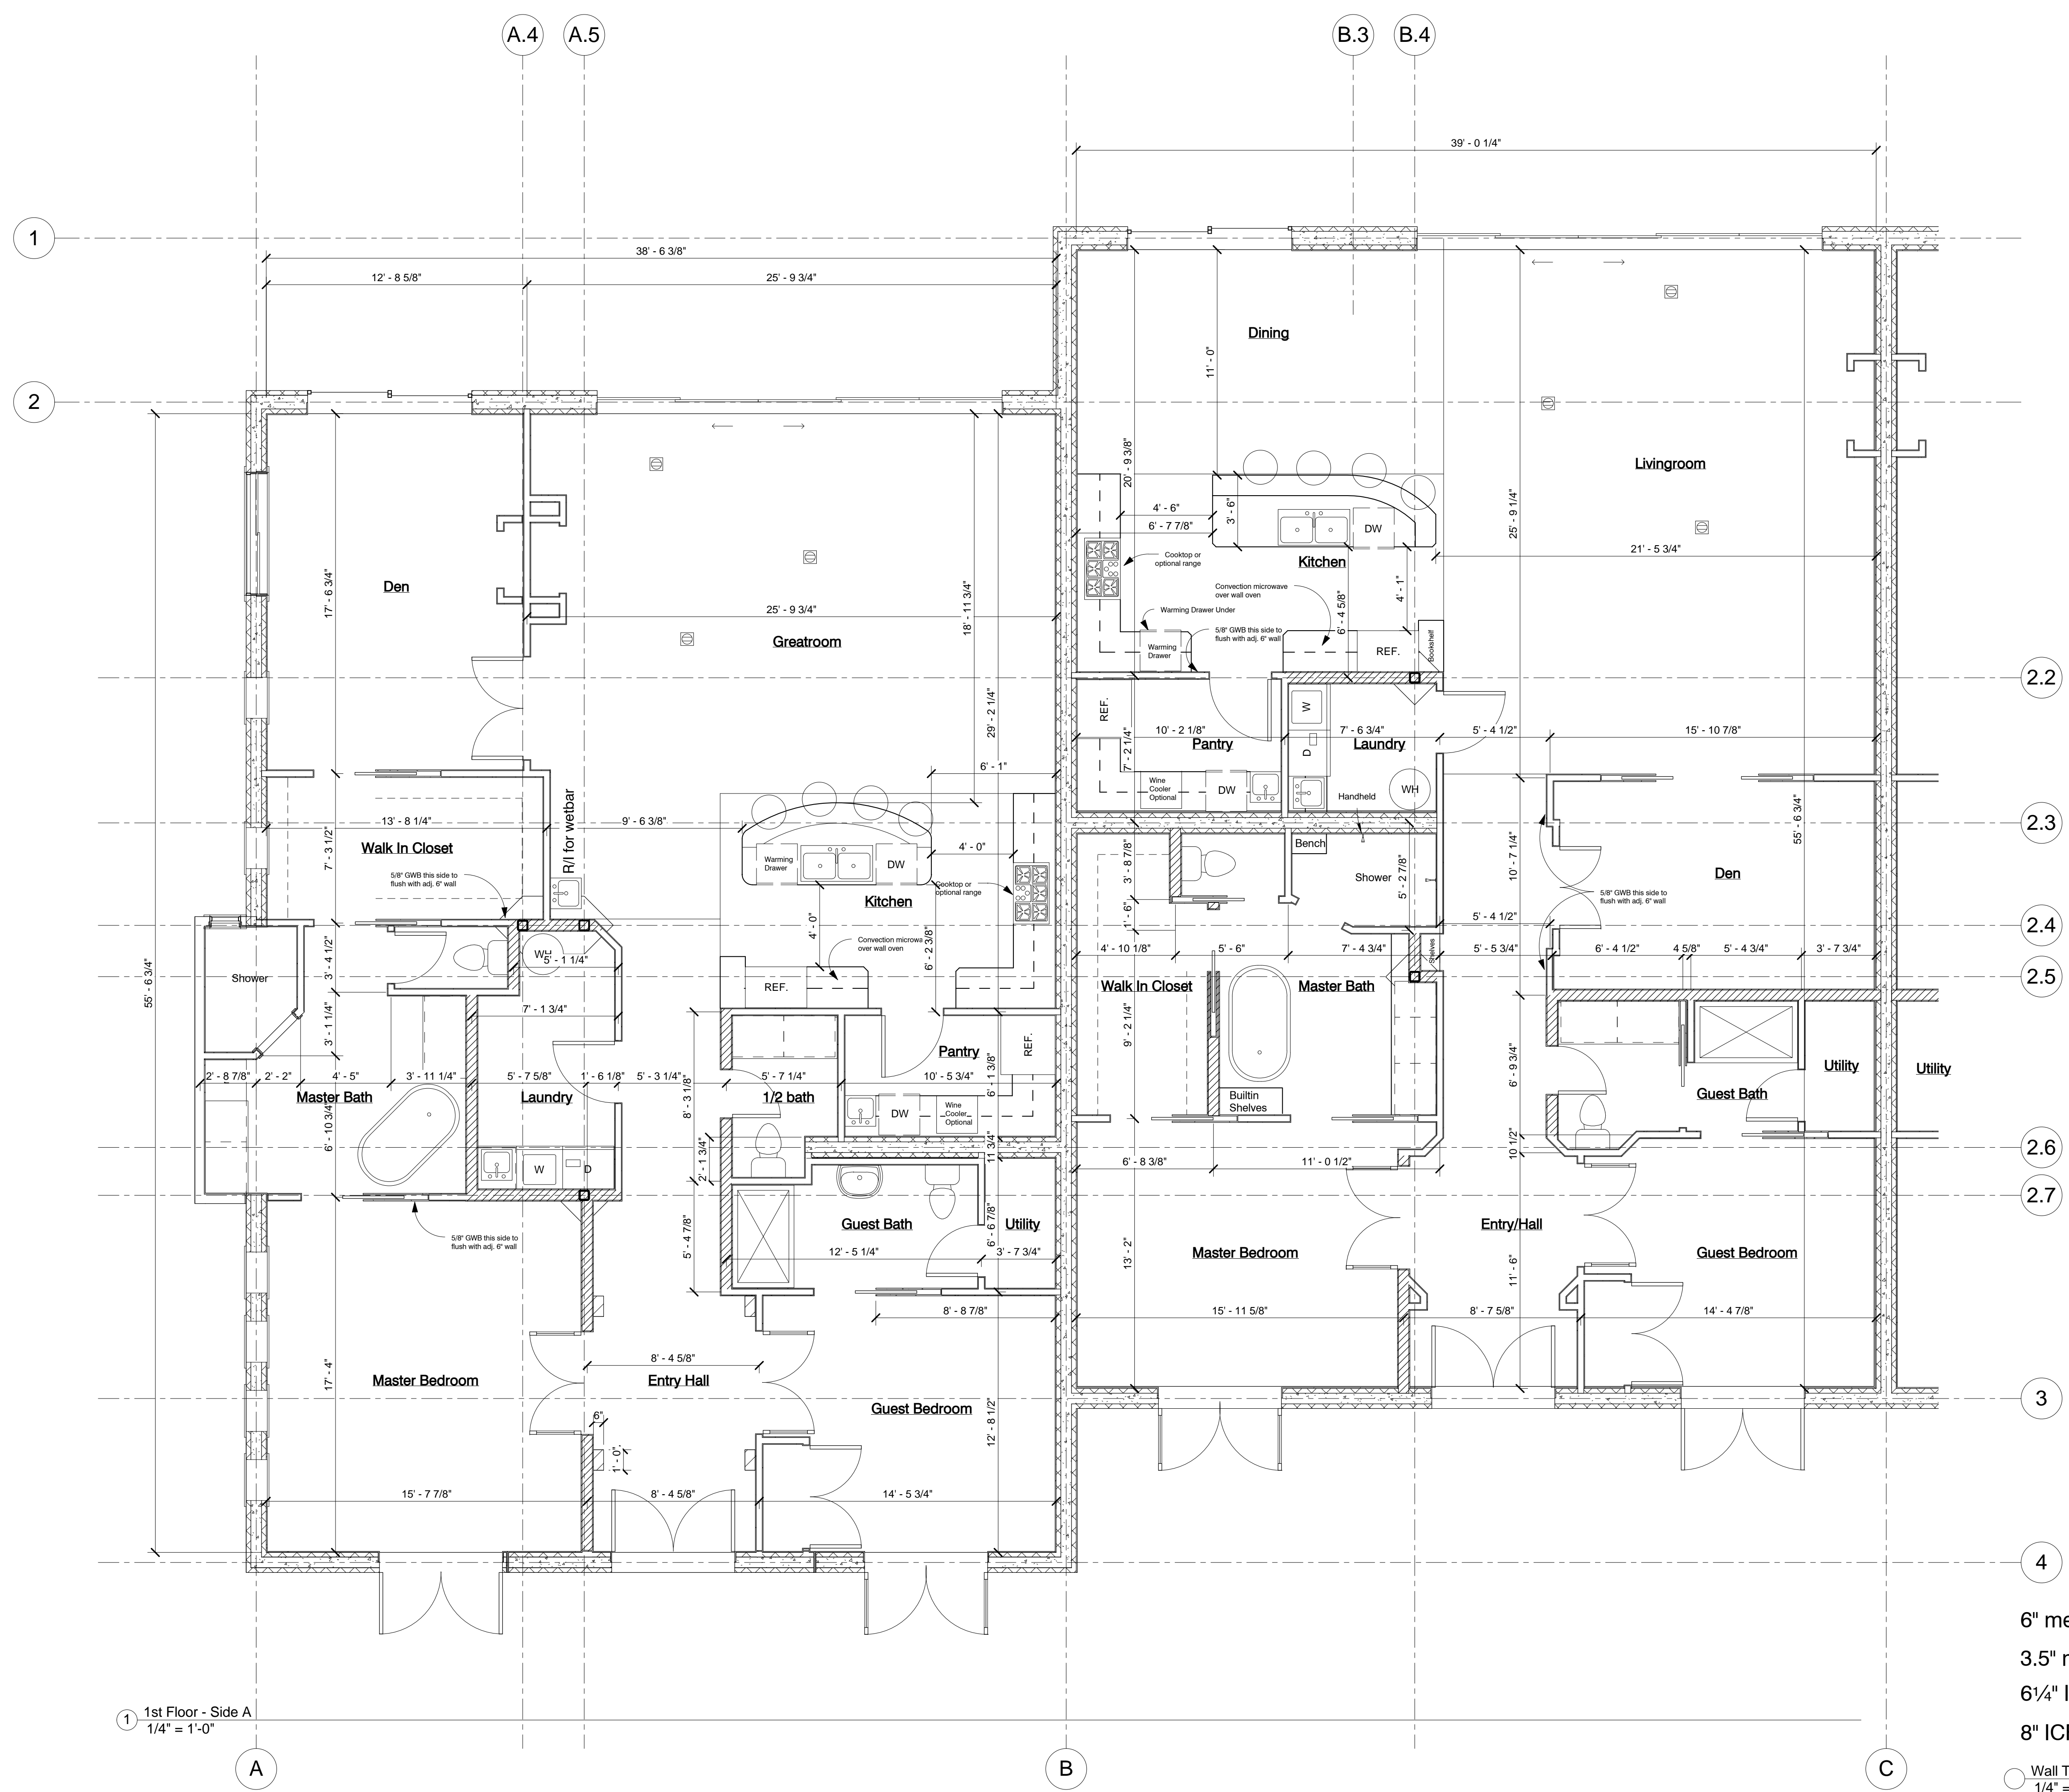 A.4
A.5
B.3
B.4
39' - 0 1/4"
1
38' - 6 3/8"
12' - 8 5/8"
25' - 9 3/4"
Dining
11' - 0"
2
20' - 9 3/8"
Livingroom
25' - 9 1/4"
4' - 6"
3' - 6"
6' - 7 7/8"
DW
21' - 5 3/4"
Cooktop or
optional range
Kitchen
17' - 6 3/4"
Den
18' - 11 3/4"
Convection microwave
over wall oven
4' - 1"
6' - 4 5/8"
25' - 9 3/4"
Warming Drawer Under
5/8" GWB this side to
flush with adj. 6" wall
Greatroom
Warming
Drawer
REF.
Bookshelf
2.2
REF.
W
29' - 2 1/4"
10' - 2 1/8"
7' - 6 3/4"
5' - 4 1/2"
15' - 10 7/8"
7' - 2 1/4"
Pantry
D
Laundry
6' - 1"
Wine
Cooler
Optional
DW
Handheld
WH
55' - 6 3/4"
R/I for wetbar
13' - 8 1/4"
9' - 6 3/8"
2.3
7' - 3 1/2"
Walk In Closet
4' - 0"
Warming
Drawer
DW
Bench
3' - 8 7/8"
Shower
5' - 2 7/8"
10' - 7 1/4"
Den
5/8" GWB this side to
flush with adj. 6" wall
Cooktop or
optional range
5/8" GWB this side to
flush with adj. 6" wall
Kitchen
1' - 6"
5' - 4 1/2"
4' - 0"
6' - 2 3/8"
2.4
3' - 4 1/2"
WH
5' - 1 1/4"
Convection microwa
over wall oven
4' - 10 1/8"
5' - 6"
7' - 4 3/4"
Shelves
5' - 5 3/4"
6' - 4 1/2"
4 5/8"
5' - 4 3/4"
3' - 7 3/4"
Shower
REF.
2.5
55' - 6 3/4"
Walk In Closet
Master Bath
7' - 1 3/4"
3' - 1 1/4"
Pantry
REF.
9' - 2 1/4"
2' - 8 7/8"
2' - 2"
4' - 5"
3' - 11 1/4"
5' - 7 5/8"
1' - 6 1/8"
5' - 3 1/4"
8' - 3 1/8"
5' - 7 1/4"
10' - 5 3/4"
6' - 1 3/8"
6' - 9 3/4"
Utility
Utility
Master Bath
Laundry
1/2 bath
Builtin
Shelves
Guest Bath
DW
Wine
Cooler
Optional
6' - 10 3/4"
11 3/4"
10 1/2"
2.6
W
D
2' - 1 3/4"
6' - 8 3/8"
11' - 0 1/2"
2.7
5/8" GWB this side to
flush with adj. 6" wall
5' - 4 7/8"
Guest Bath
Utility
6' - 6 7/8"
Entry/Hall
12' - 5 1/4"
3' - 7 3/4"
13' - 2"
Master Bedroom
11' - 6"
Guest Bedroom
8' - 8 7/8"
15' - 11 5/8"
8' - 7 5/8"
14' - 4 7/8"
8' - 4 5/8"
17' - 4"
Master Bedroom
Entry Hall
Guest Bedroom
12' - 8 1/2"
3
6"
1' - 0"
15' - 7 7/8"
8' - 4 5/8"
14' - 5 3/4"
4
6" me
3.5" r
6¼" I
8" ICI
1
1st Floor - Side A
1/4" = 1'-0"
A
B
C
Wall T
1/4" =